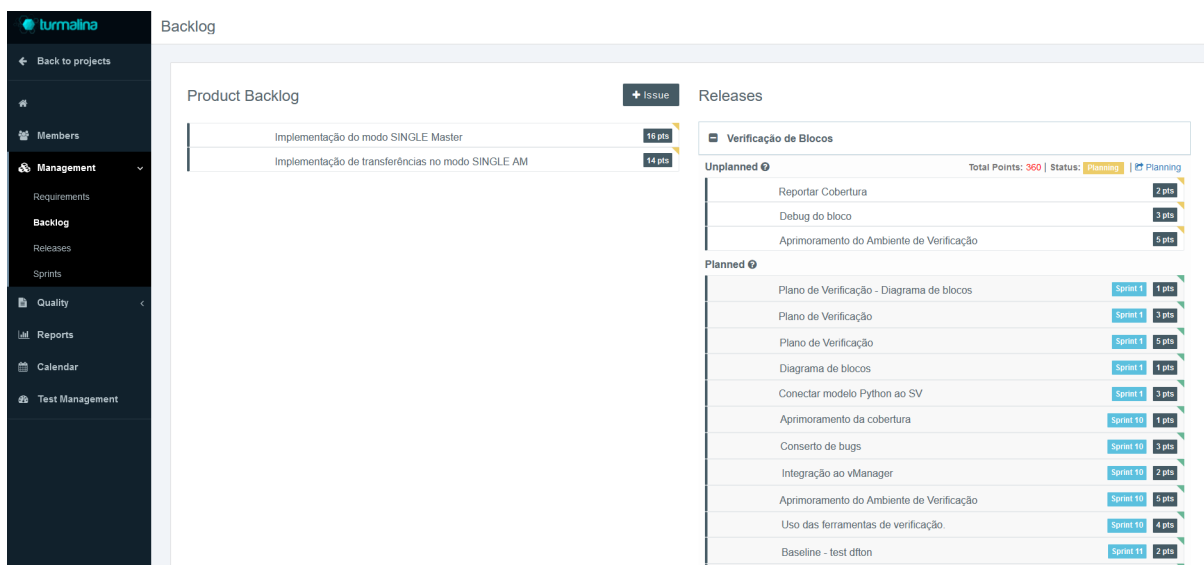 turmalina
Backlog
Back to projects
Members
Management
Requirements
Backlog
Releases
Sprints
Quality
Reports
Calendar
Test Management
Product Backlog
+ Issue
Implementação do modo SINGLE Master 16 pts
Implementação de transferências no modo SINGLE AM 14 pts
Releases
Verificação de Blocos
Unplanned Total Points: 360 | Status: Planning | Planning
Reportar Cobertura 2 pts
Debug do bloco 3 pts
Aprimoramento do Ambiente de Verificação 5 pts
Planned
Plano de Verificação - Diagrama de blocos Sprint 1 1 pts
Plano de Verificação Sprint 1 3 pts
Plano de Verificação Sprint 1 5 pts
Diagrama de blocos Sprint 1 1 pts
Conectar modelo Python ao SV Sprint 1 3 pts
Aprimoramento da cobertura Sprint 10 1 pts
Conserto de bugs Sprint 10 3 pts
Integração ao vManager Sprint 10 2 pts
Aprimoramento do Ambiente de Verificação Sprint 10 5 pts
Uso das ferramentas de verificação. Sprint 10 4 pts
Baseline - test dfton Sprint 11 2 pts